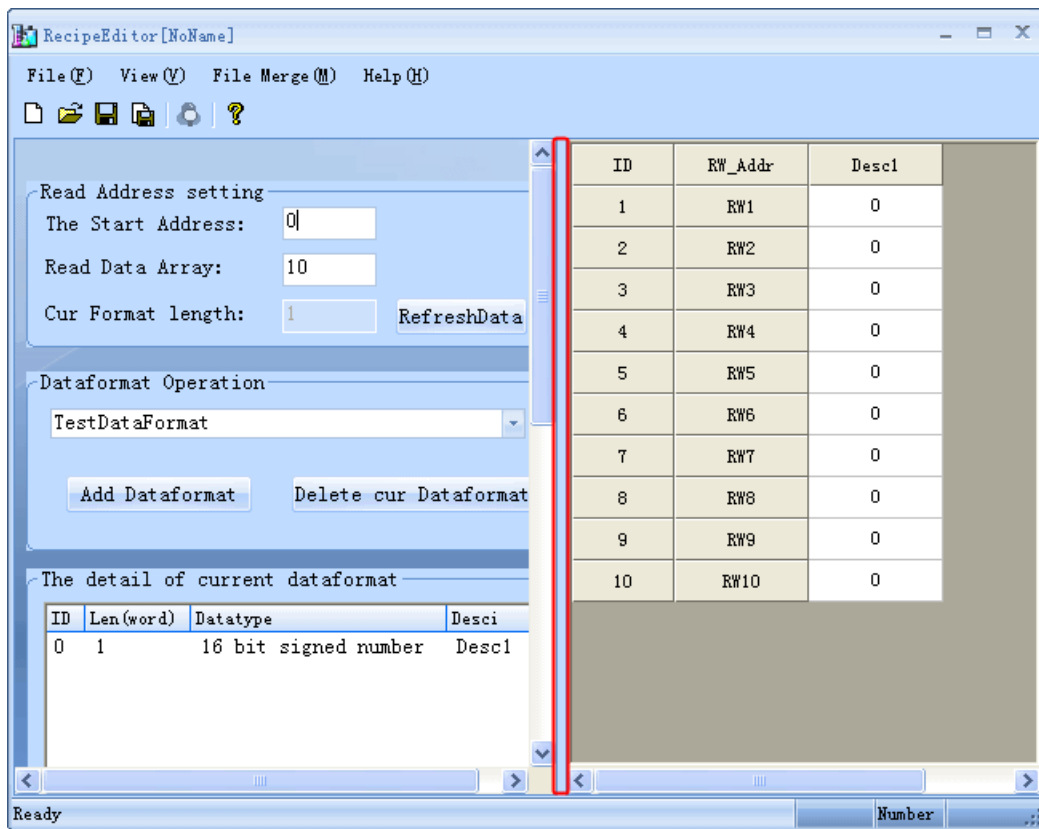 RecipeEditor[NoName]
File(F) View(V) File Merge(M) Help(H)
Read Address setting
The Start Address: 0
Read Data Array: 10
Cur Format length: 1 RefreshData
Dataformat Operation
TestDataFormat
Add Dataformat Delete cur Dataformat
The detail of current dataformat
ID Len(word) Datatype Desci
0 1 16 bit signed number Desc1
ID RW_Addr Desc1
1 RW1 0
2 RW2 0
3 RW3 0
4 RW4 0
5 RW5 0
6 RW6 0
7 RW7 0
8 RW8 0
9 RW9 0
10 RW10 0
Ready Number